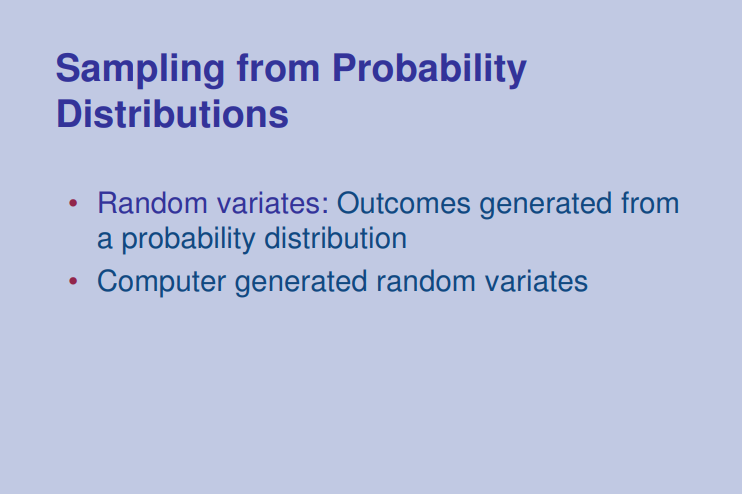 Sampling from Probability
Distributions
• Random variates: Outcomes generated from
a probability distribution
• Computer generated random variates